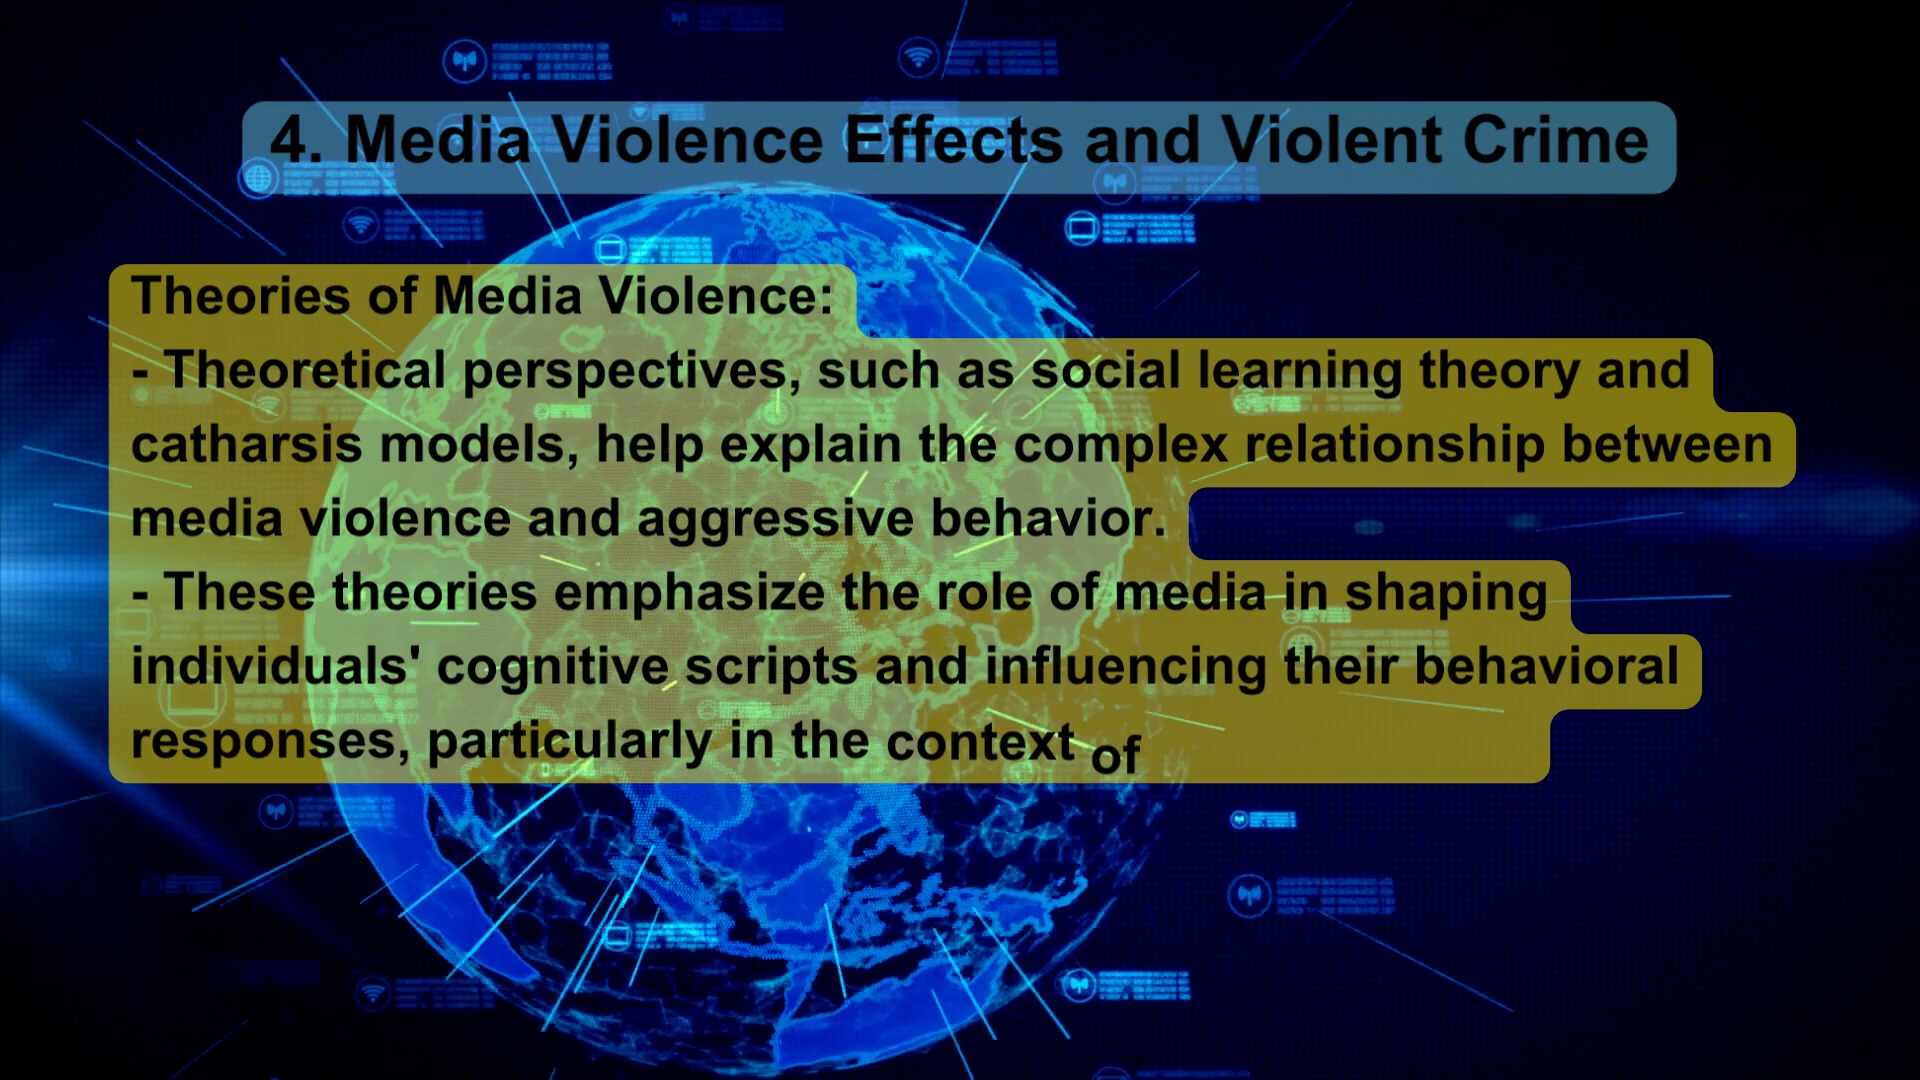 4. Media Violence Effects and Violent Crime
Theories of Media Violence:
- Theoretical perspectives, such as social learning theory and
catharsis models, help explain the complex relationship between
media violence and aggressive behavior.
- These theories emphasize the role of media in shaping
individuals' cognitive scripts and influencing their behavioral
responses, particularly in the context of